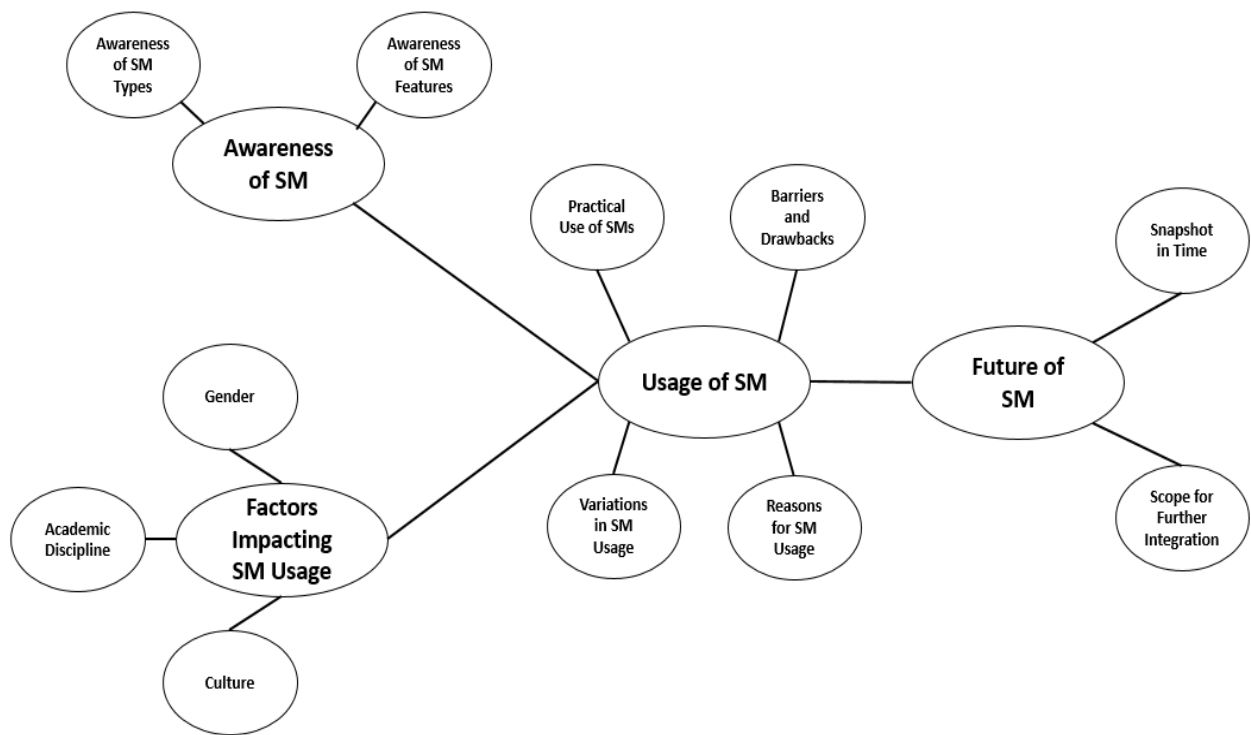 Awareness
of SM
Types
Awareness
of SM
Features
Awareness
of SM
Practical
Use of SMs
Barriers
and
Drawbacks
Snapshot
in Time
Usage of SM
Future of
SM
Gender
Academic
Discipline
Factors
Impacting
SM Usage
Variations
in SM
Usage
Reasons
for SM
Usage
Scope for
Further
Integration
Culture